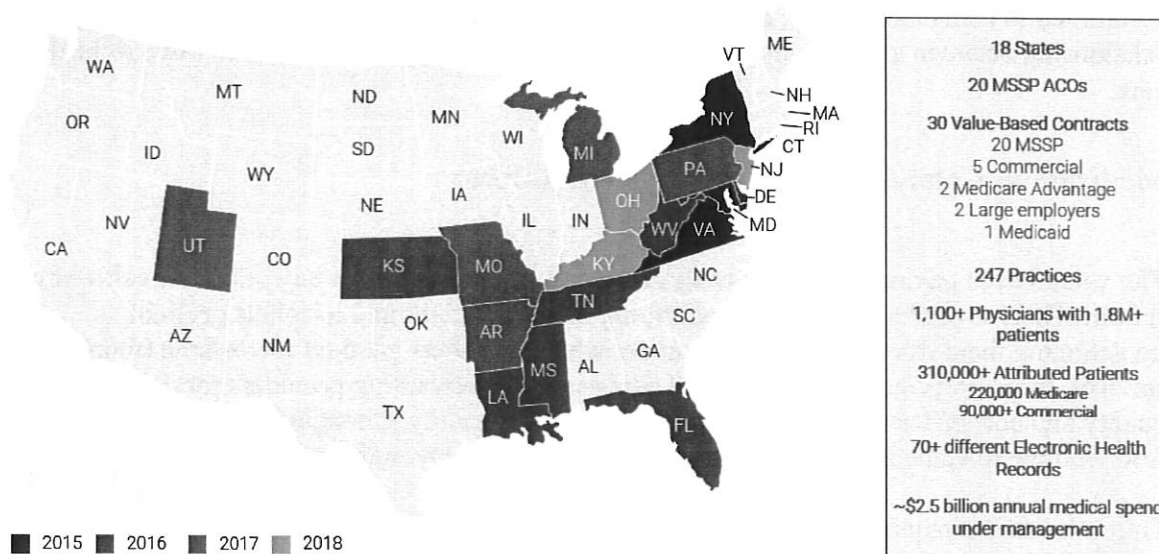 ME
VT
WA
MT
ND
MN
NH
MA
RI
CT
OR
ID
SD
WI
MI
NY
WY
PA
NJ
IA
NE
OH
DE
MD
NV
IL
IN
WV
VA
CA
UT
CO
KS
MO
KY
NC
TN
AZ
NM
OK
AR
SC
MS
AL
GA
LA
TX
FL
2015 2016 2017 2018
18 States
20 MSSP ACOs
30 Value-Based Contracts
20 MSSP
5 Commercial
2 Medicare Advantage
2 Large employers
1 Medicaid
247 Practices
1,100+ Physicians with 1.8M+
patients
310,000+ Attributed Patients
220,000 Medicare
90,000+ Commercial
70+ different Electronic Health
Records
~$2.5 billion annual medical spend
under management